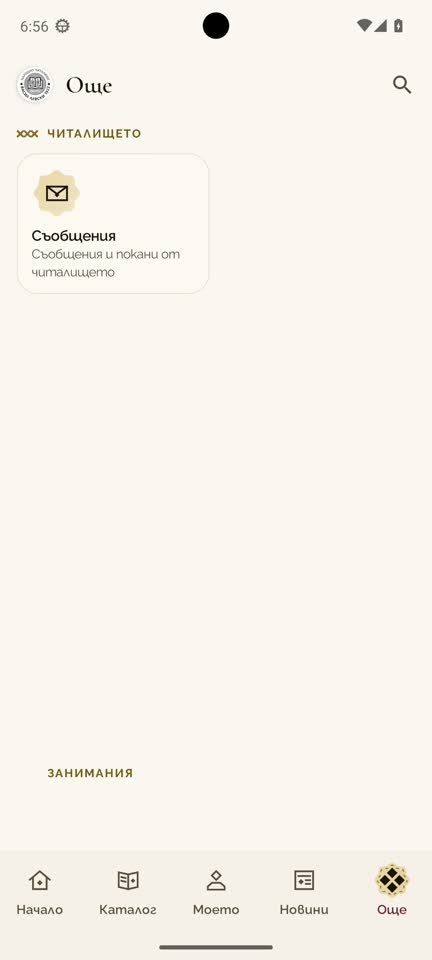 6:56
Още
ЧИТАЛИЩЕТО
Съобщения
Съобщения и покани от
читалището
ЗАНИМАНИЯ
Начало
Каталог
Моето
Новини
Още